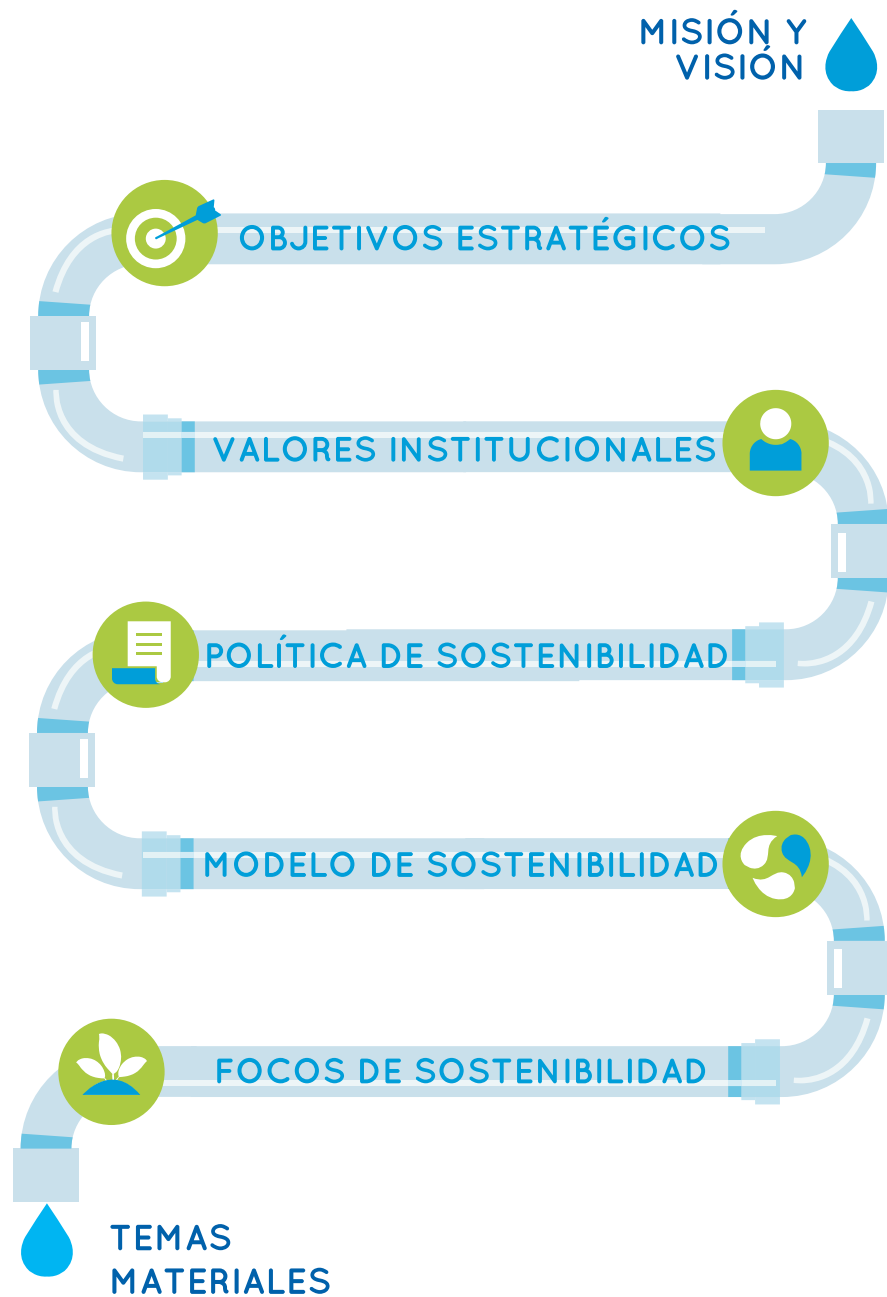 MISIÓN Y
VISIÓN
OBJETIVOS ESTRATÉGICOS
VALORES INSTITUCIONALES
POLÍTICA DE SOSTENIBILIDAD
MODELO DE SOSTENIBILIDAD
FOCOS DE SOSTENIBILIDAD
TEMAS
MATERIALES